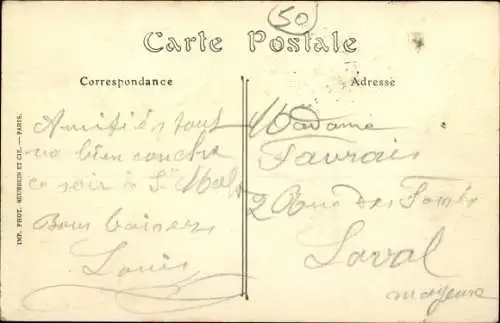 50
Carte Postale
Correspondance
Adresse
Amitiés tout
va bien couche
ce soir à St Malo
Bons baisers
Louis
Madame
Favrais
2 Rue des Fossés
Laval
Mayenne
IMP. PHOT. NEURDEIN ET CIE. — PARIS.